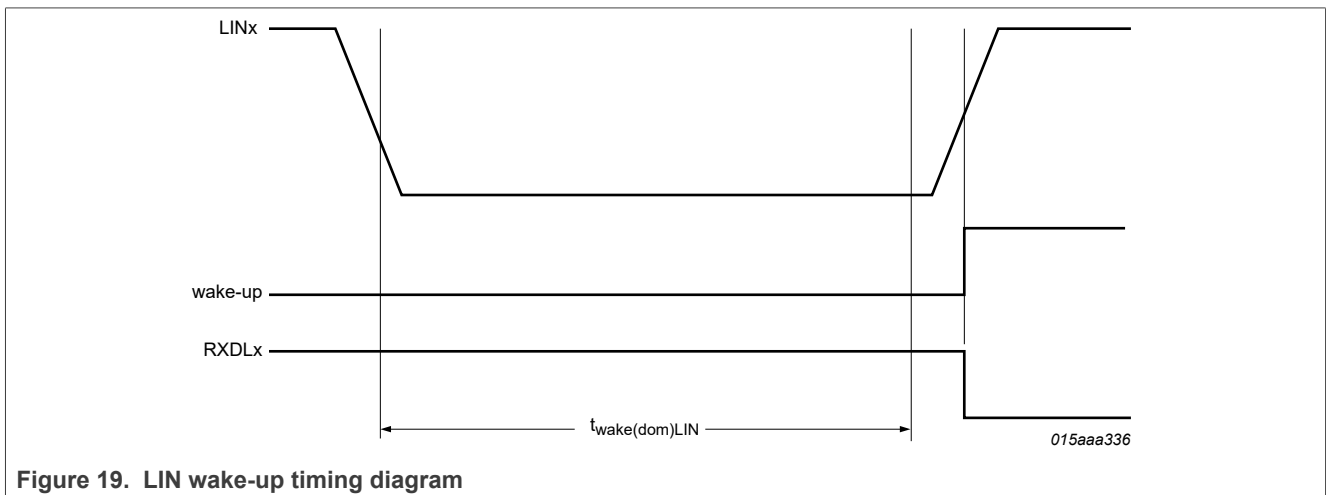 LINx
wake-up
RXDLx
twake(dom)LIN
015aaa336
Figure 19. LIN wake-up timing diagram